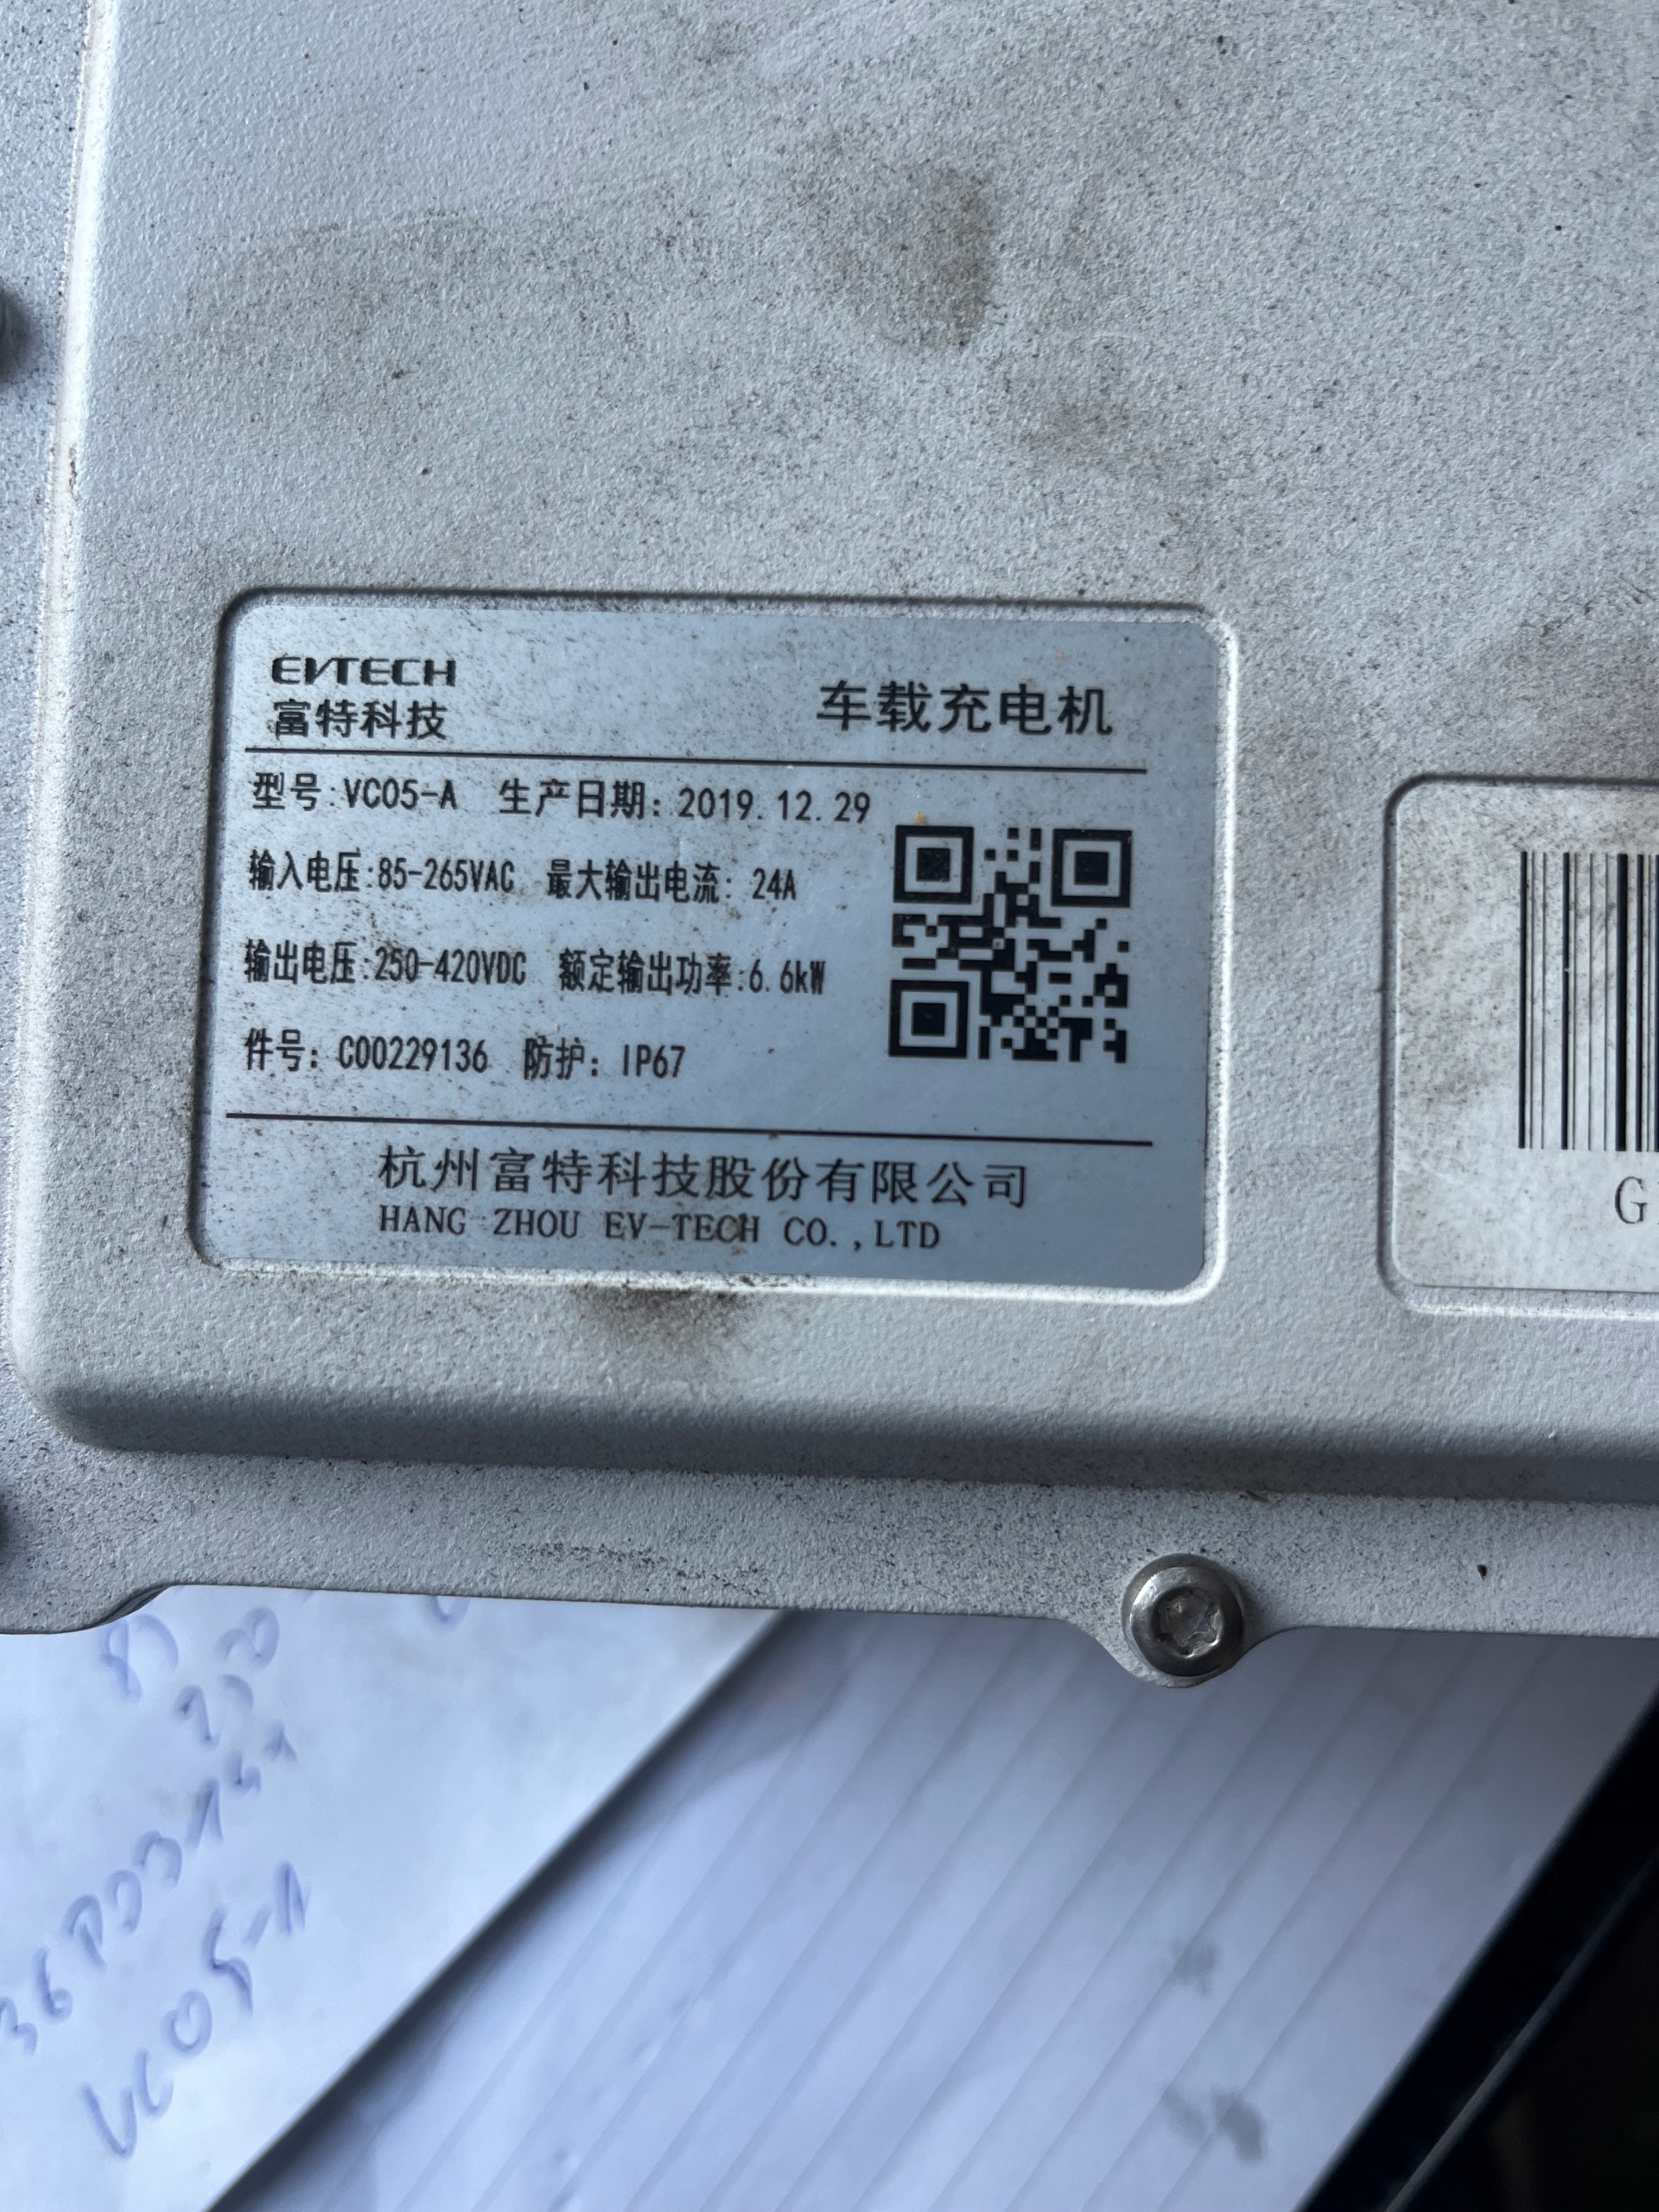 EVTECH
富特科技
车载充电机
型号:VC05-A 生产日期: 2019.12.29
输入电压:85-265VAC 最大输出电流: 24A
输出电压:250-420VDC 额定输出功率:6.6kW
件号: C00229136 防护: IP67
杭州富特科技股份有限公司
HANG ZHOU EV-TECH CO.,LTD
G
VC05-A